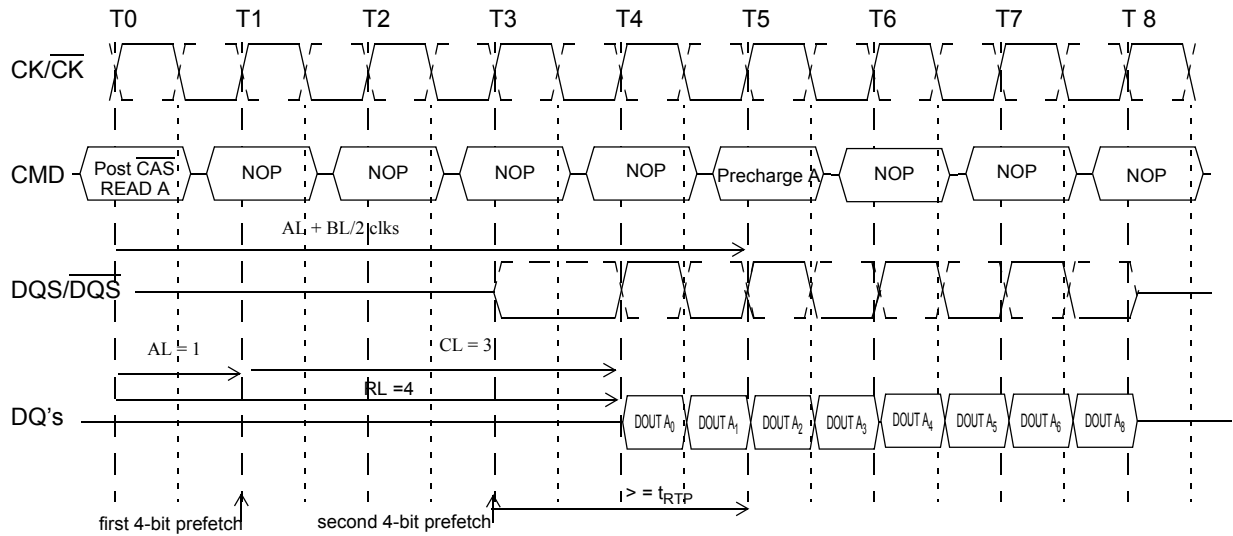 T0 T1 T2 T3 T4 T5 T6 T7 T 8
CK/C̅K̅
CMD Post C̅A̅S̅ READ A NOP NOP NOP NOP Precharge A NOP NOP NOP
AL + BL/2 clks
DQS/D̅Q̅S̅
AL = 1 CL = 3
RL =4
DQ's DOUT A₀ DOUT A₁ DOUT A₂ DOUT A₃ DOUT A₄ DOUT A₅ DOUT A₆ DOUT A₈
> = tRTP
first 4-bit prefetch second 4-bit prefetch